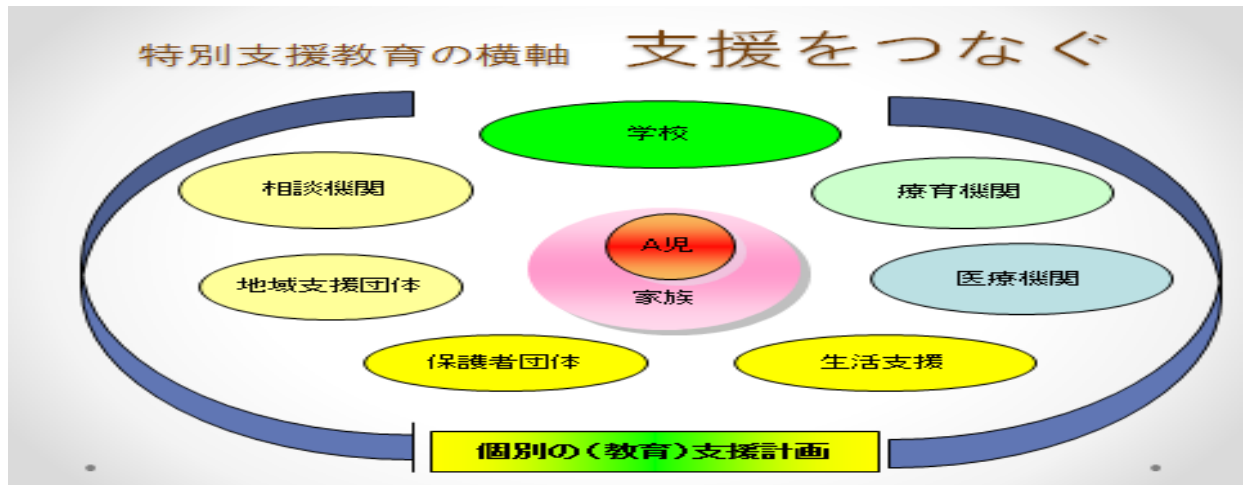 特別支援教育の横軸 支援をつなぐ
学校
相談機関
療育機関
A児
家族
地域支援団体
医療機関
保護者団体
生活支援
個別の(教育)支援計画